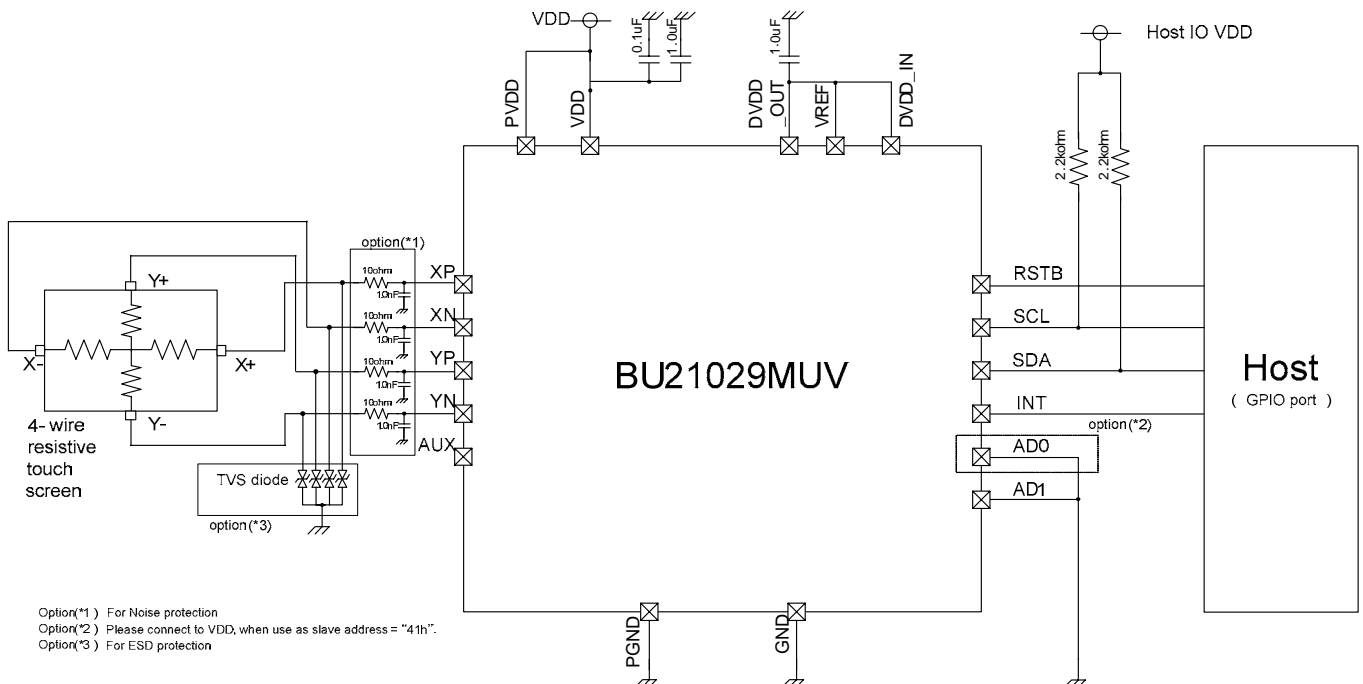 VDD
0.1uF
1.0uF
1.0uF
Host IO VDD
PVDD
VDD
DVDD
_OUT
VREF
DVDD_IN
2.2kohm
2.2kohm
option(*1)
XP
10ohm
1.0nF
XN
10ohm
1.0nF
YP
10ohm
1.0nF
YN
10ohm
1.0nF
AUX
Y+
X-
X+
Y-
4-wire
resistive
touch
screen
TVS diode
option(*3)
BU21029MUV
RSTB
SCL
SDA
INT
option(*2)
AD0
AD1
Host
( GPIO port )
PGND
GND
Option(*1) For Noise protection
Option(*2) Please connect to VDD, when use as slave address = "41h".
Option(*3) For ESD protection